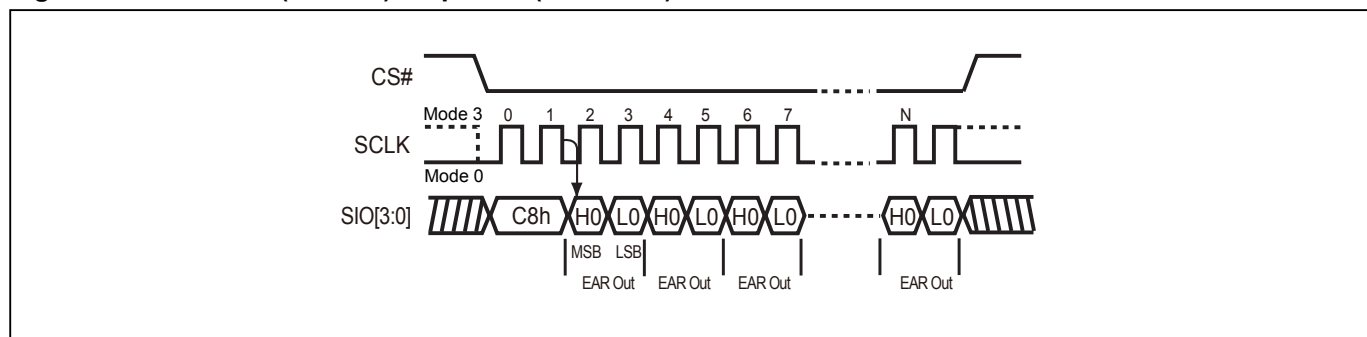 CS#
Mode 3 0 1 2 3 4 5 6 7 N
SCLK
Mode 0
SIO[3:0] C8h H0 L0 H0 L0 H0 L0 H0 L0
MSB LSB
EAR Out EAR Out EAR Out EAR Out